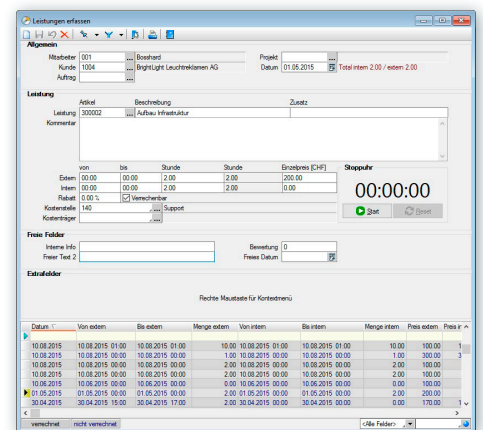 Leistungen erfassen
Allgemein
Mitarbeiter 001 ... Bosshard Projekt ...
Kunde 1004 ... BrightLight Leuchtreklamen AG Datum 01.05.2015 Total intern 2.00 / extern 2.00
Auftrag ...
Leistung
Artikel Beschreibung Zusatz
Leistung 300002 ... Aufbau Infrastruktur
Kommentar
von bis Stunde Stunde Einzelpreis [CHF] Stoppuhr
Extern 00:00 00:00 2.00 2.00 200.00
Intern 00:00 00:00 2.00 2.00 0.00 00:00:00
Rabatt 0.00 % Verrechenbar
Kostenstelle 140 ... Support Start Reset
Kostenträger ...
Freie Felder
Interne Info Bewertung 0
Freier Text 2 Freies Datum
Extrafelder
Rechte Maustaste für Kontextmenü
Datum Von extern Bis extern Menge extern Von intern Bis intern Menge intern Preis extern Preis in
10.08.2015 10.08.2015 01:00 10.08.2015 01:00 10.00 10.08.2015 01:00 10.08.2015 01:00 10.00 100.00 1
10.08.2015 10.08.2015 00:00 10.08.2015 00:00 1.00 10.08.2015 00:00 10.08.2015 00:00 1.00 300.00 3
10.08.2015 10.08.2015 00:00 10.08.2015 00:00 2.00 10.08.2015 00:00 10.08.2015 00:00 2.00 100.00
10.08.2015 10.08.2015 00:00 10.08.2015 00:00 2.00 10.08.2015 00:00 10.08.2015 00:00 2.00 100.00
10.06.2015 10.06.2015 00:00 10.06.2015 00:00 0.00 10.06.2015 00:00 10.06.2015 00:00 0.00 100.00
01.05.2015 01.05.2015 00:00 01.05.2015 00:00 2.00 01.05.2015 00:00 01.05.2015 00:00 2.00 200.00
30.04.2015 30.04.2015 15:00 30.04.2015 17:00 2.00 30.04.2015 00:00 30.04.2015 00:00 0.00 170.00 1
verrechnet nicht verrechnet <Alle Felder>